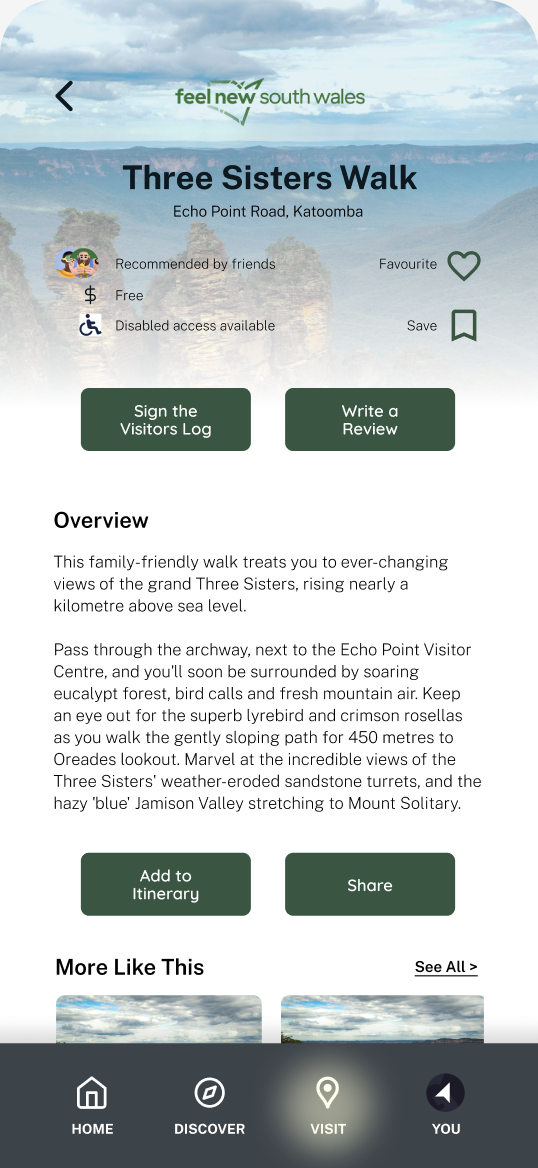 feel new south wales
Three Sisters Walk
Echo Point Road, Katoomba
Recommended by friends
Favourite
$ Free
Disabled access available
Save
Sign the
Visitors Log
Write a
Review
Overview
This family-friendly walk treats you to ever-changing
views of the grand Three Sisters, rising nearly a
kilometre above sea level.
Pass through the archway, next to the Echo Point Visitor
Centre, and you'll soon be surrounded by soaring
eucalypt forest, bird calls and fresh mountain air. Keep
an eye out for the superb lyrebird and crimson rosellas
as you walk the gently sloping path for 450 metres to
Oreades lookout. Marvel at the incredible views of the
Three Sisters' weather-eroded sandstone turrets, and the
hazy 'blue' Jamison Valley stretching to Mount Solitary.
Add to
Itinerary
Share
More Like This
See All >
HOME
DISCOVER
VISIT
YOU